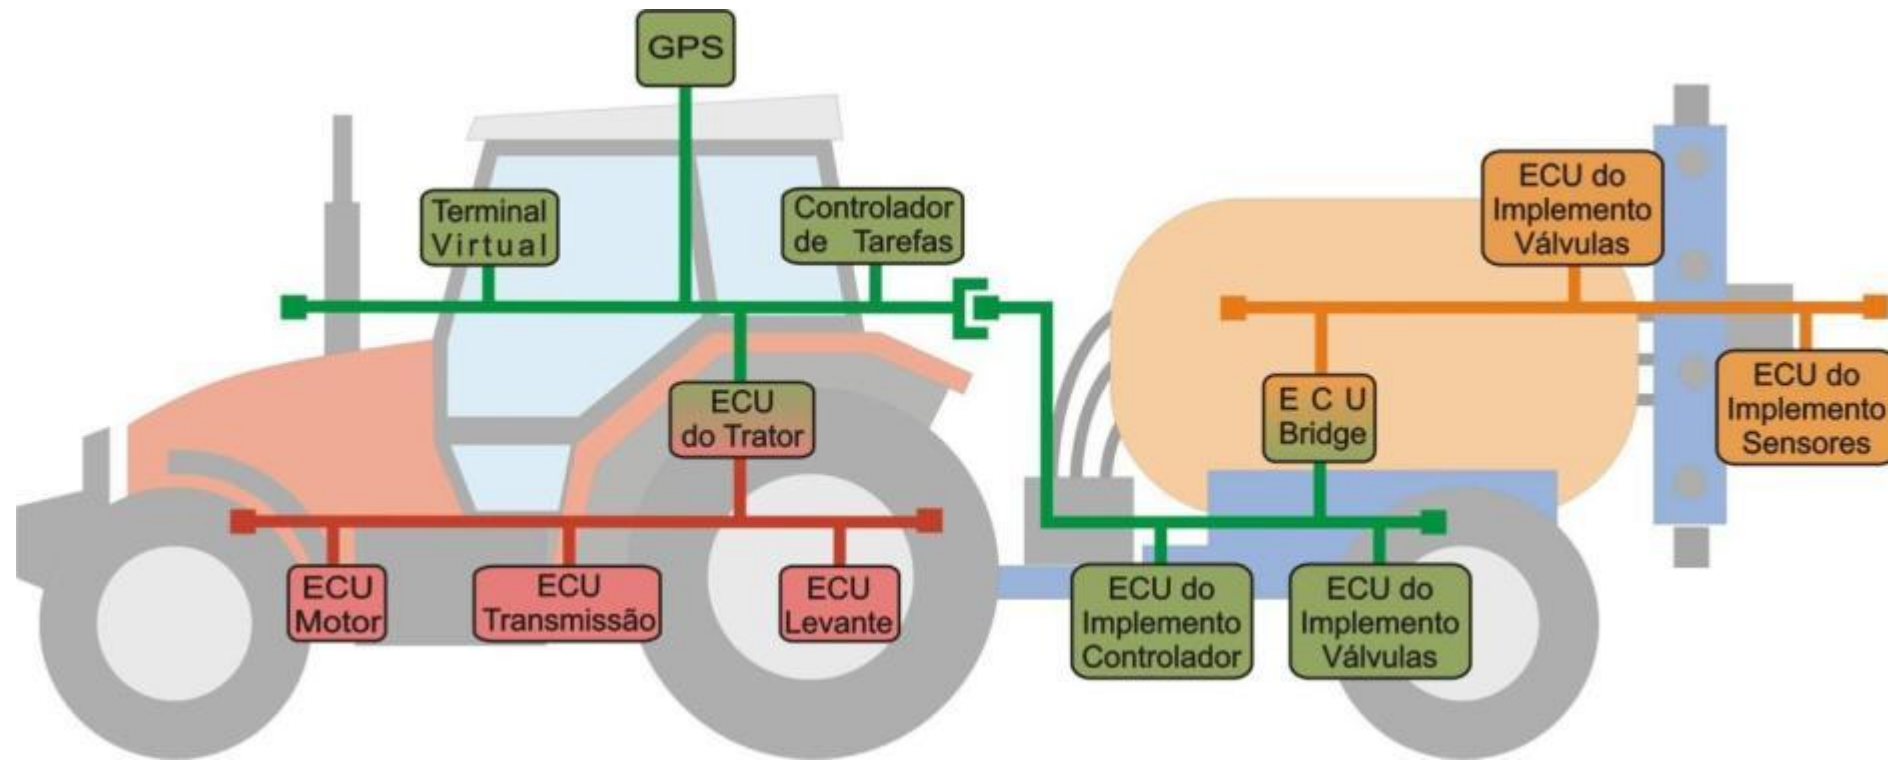 GPS
Terminal
Virtual
Controlador
de Tarefas
ECU do
Implemento
Válvulas
ECU
do Trator
ECU
Bridge
ECU do
Implemento
Sensores
ECU
Motor
ECU
Transmissão
ECU
Levante
ECU do
Implemento
Controlador
ECU do
Implemento
Válvulas